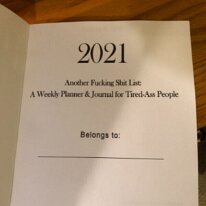 2021
Another Fucking Shit List:
A Weekly Planner & Journal for Tired-Ass People
Belongs to: